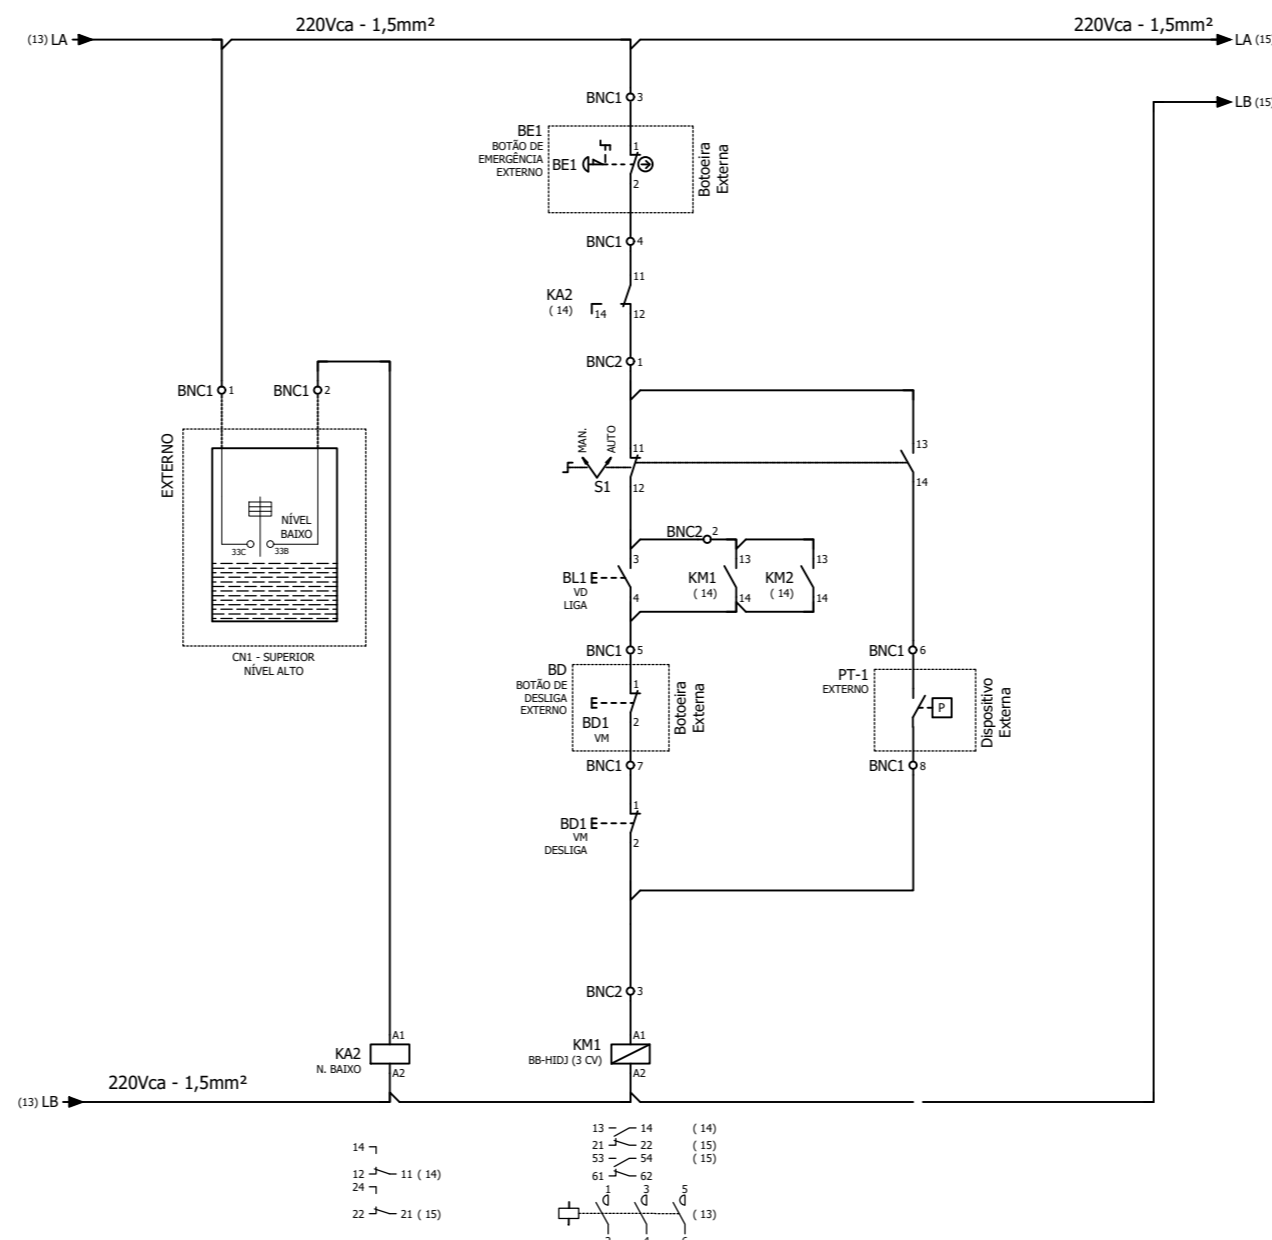 220Vca - 1,5mm²
220Vca - 1,5mm²
(13) LA
LA (15)
LB (15)
BNC1 3
BE1
BOTÃO DE
EMERGÊNCIA
EXTERNO
BE1
1
2
Botoeira
Externa
BNC1 4
11
KA2
( 14)
14
12
BNC2 1
BNC1 1
BNC1 2
EXTERNO
NÍVEL
BAIXO
33C
33B
CN1 - SUPERIOR
NÍVEL ALTO
MAN.
AUTO
S1
11
12
13
14
BNC2 2
3
BL1
VD
LIGA
4
13
KM1
( 14)
14
13
KM2
( 14)
14
BNC1 5
BD
BOTÃO DE
DESLIGA
EXTERNO
1
BD1
2
VM
Botoeira
Externa
BNC1 6
PT-1
EXTERNO
P
Dispositivo
Externa
BNC1 7
BNC1 8
1
BD1
VM
2
DESLIGA
BNC2 3
A1
KA2
N. BAIXO
A2
A1
KM1
BB-HIDJ (3 CV)
A2
220Vca - 1,5mm²
(13) LB
14
12 11 ( 14)
24
22 21 ( 15)
13 14 ( 14)
21 22 ( 15)
53 54 ( 15)
61 62
1 3 5
( 13)
2 4 6